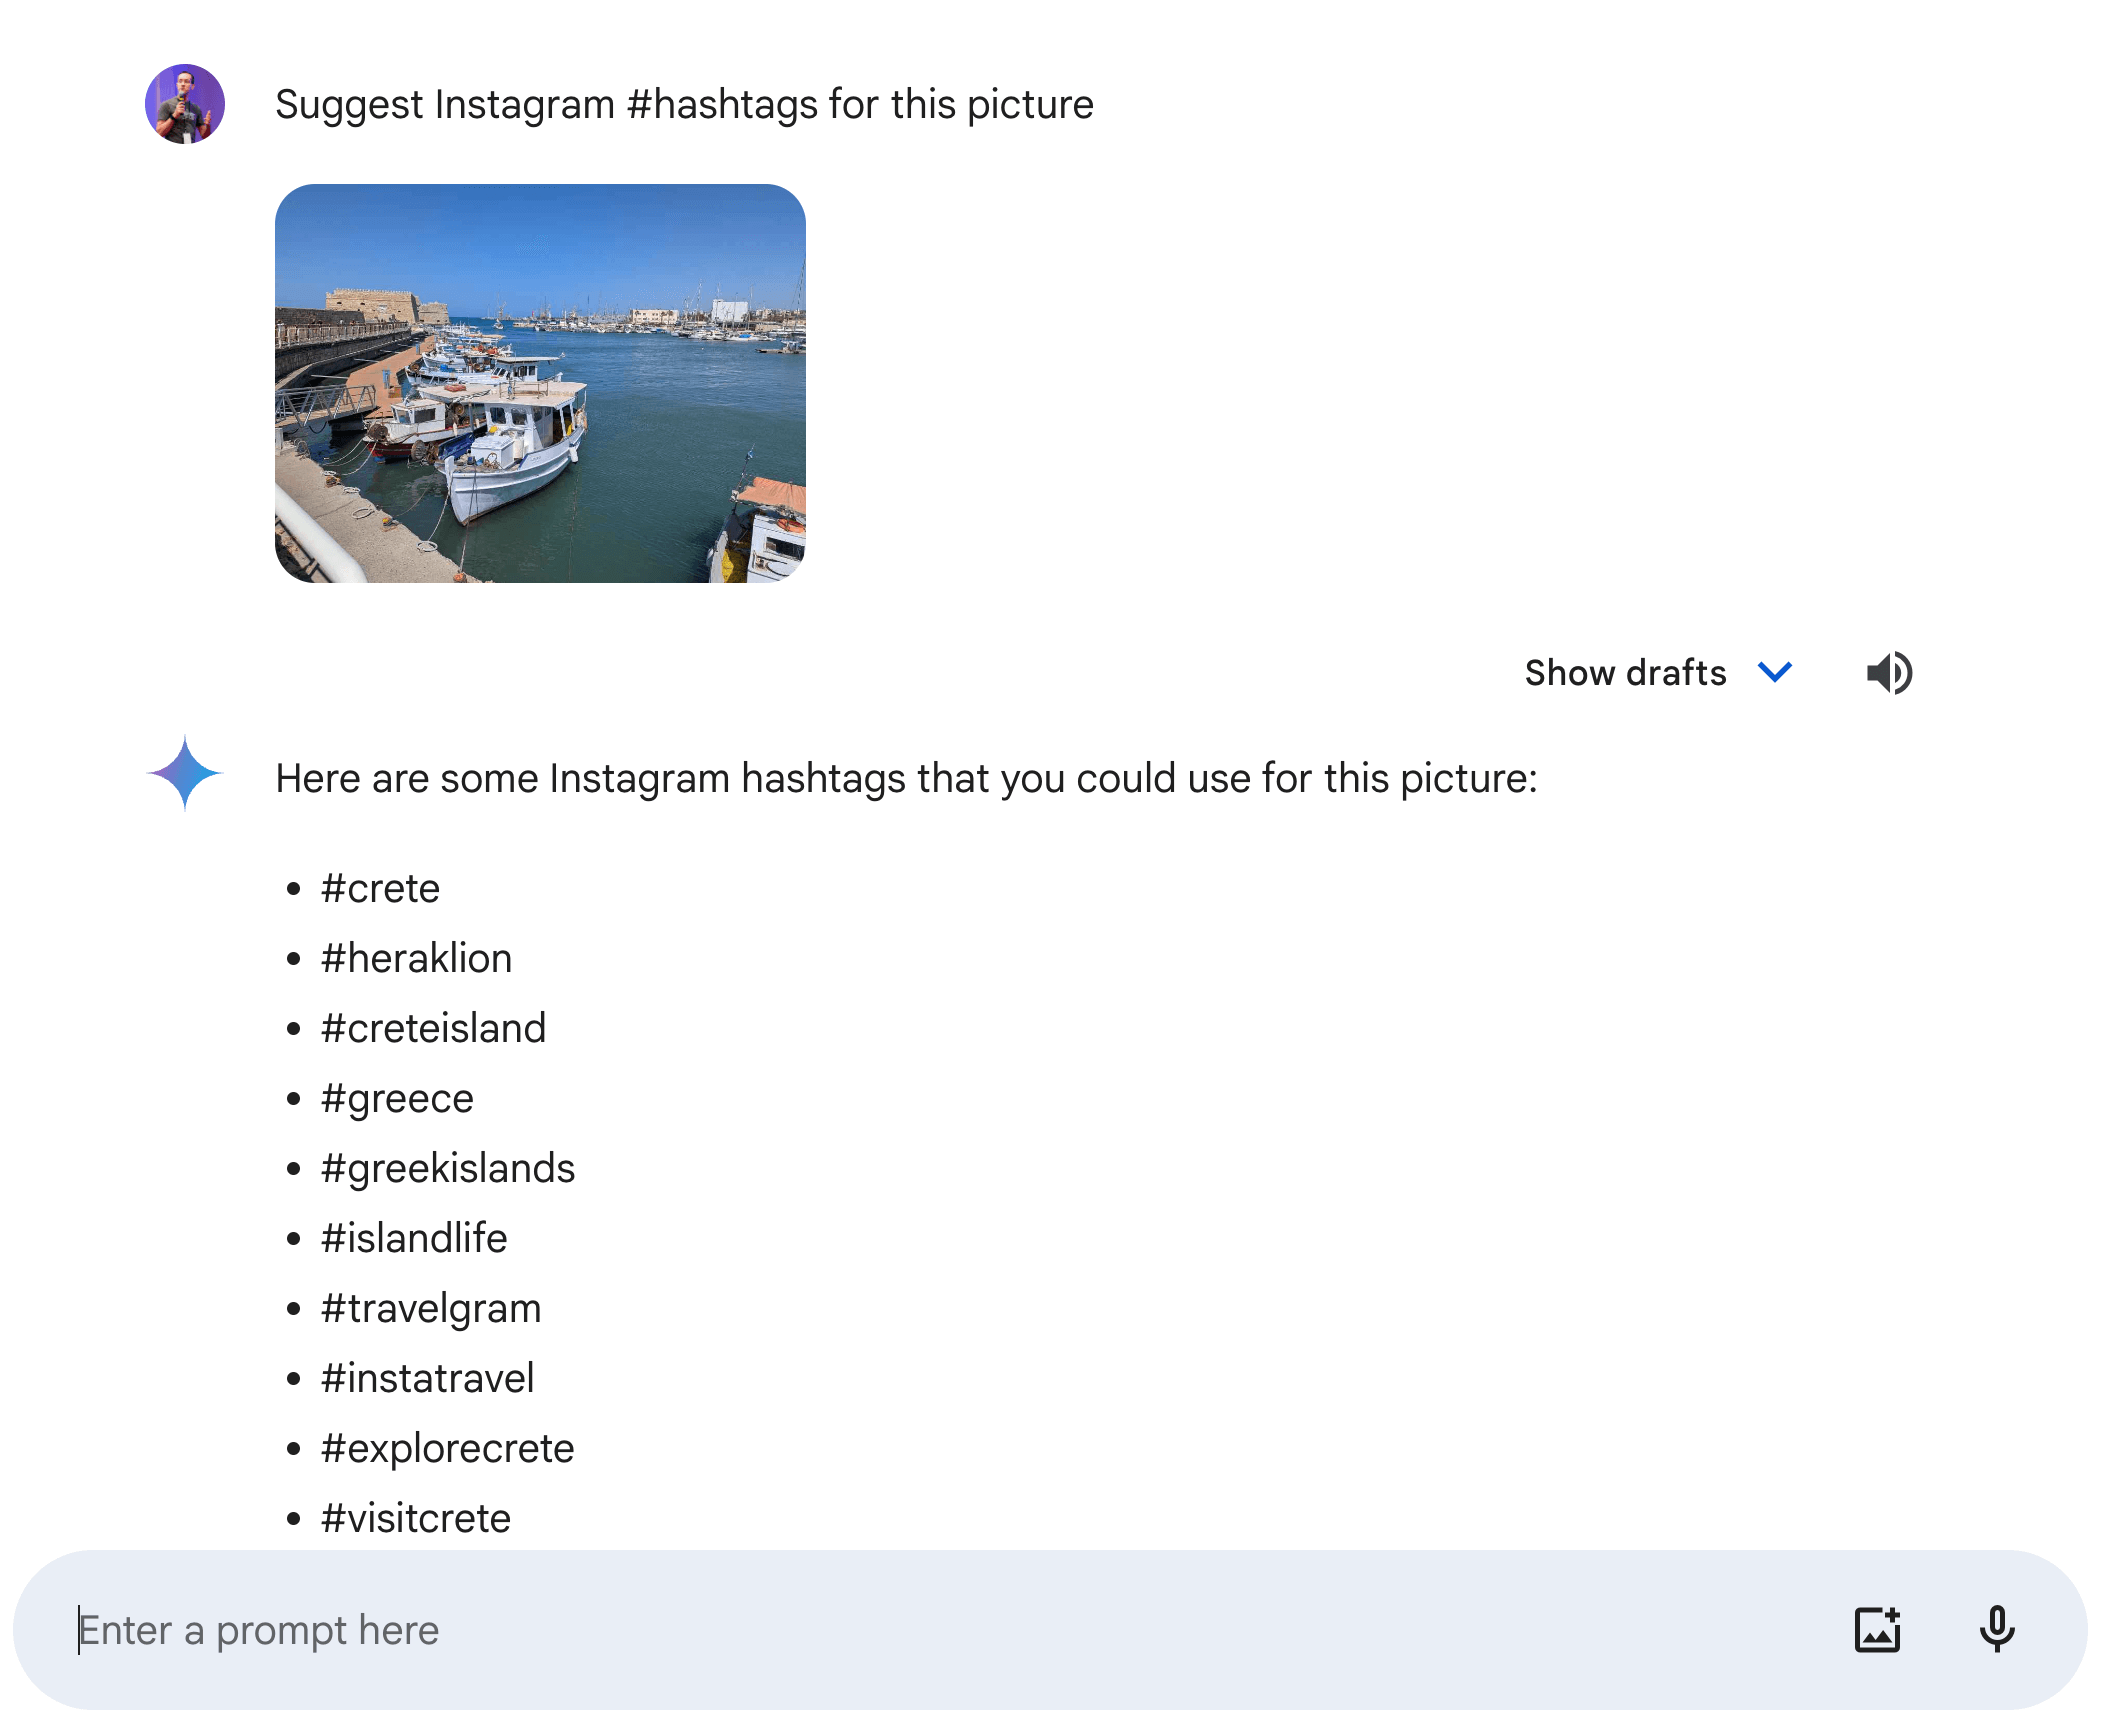 Suggest Instagram #hashtags for this picture
Show drafts
Here are some Instagram hashtags that you could use for this picture:
• #crete
• #heraklion
• #creteisland
• #greece
• #greekislands
• #islandlife
• #travelgram
• #instatravel
• #explorecrete
• #visitcrete
Enter a prompt here